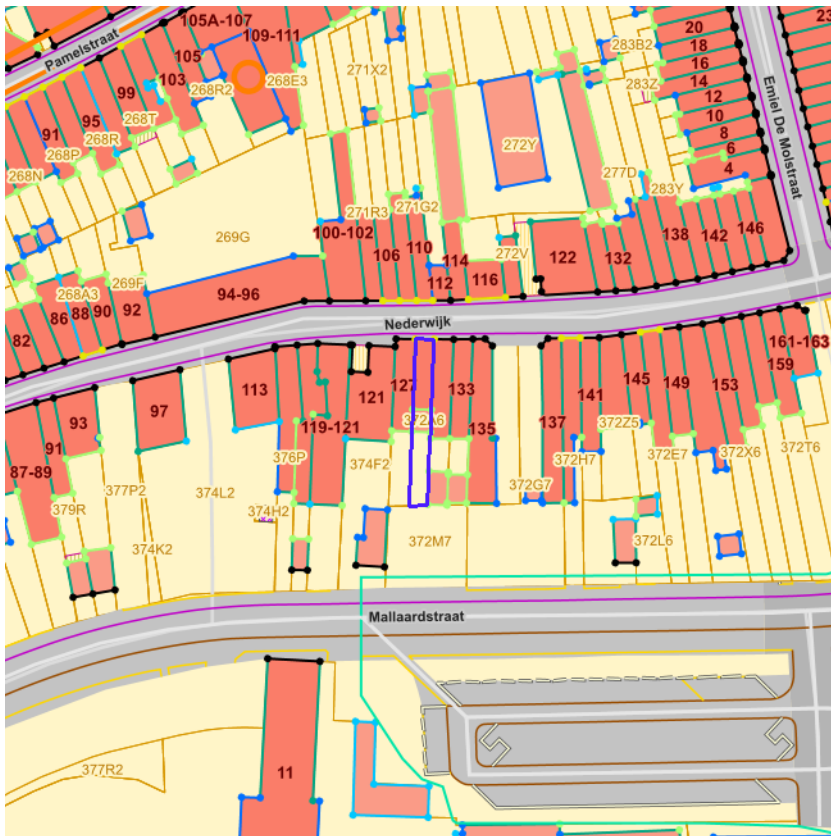 105A-107
109-111
Pamelstraat
105
103
268E3
268R2
271X2
283B2
283Z
20
18
16
14
12
10
8
6
4
23
Emiel De Molstraat
99
95
91
268T
268R
268P
268N
272Y
277D
283Y
271R3
271G2
269G
100-102
106
110
112
114
116
272V
122
132
138
142
146
269F
268A3
94-96
82
86
88
90
92
Nederwijk
161-163
159
113
97
93
91
87-89
119-121
121
127
133
135
137
141
145
149
153
372A6
376P
374F2
374H2
374L2
377P2
374K2
379R
372G7
372H7
372Z5
372E7
372X6
372T6
372M7
372L6
Mallaardstraat
377R2
11